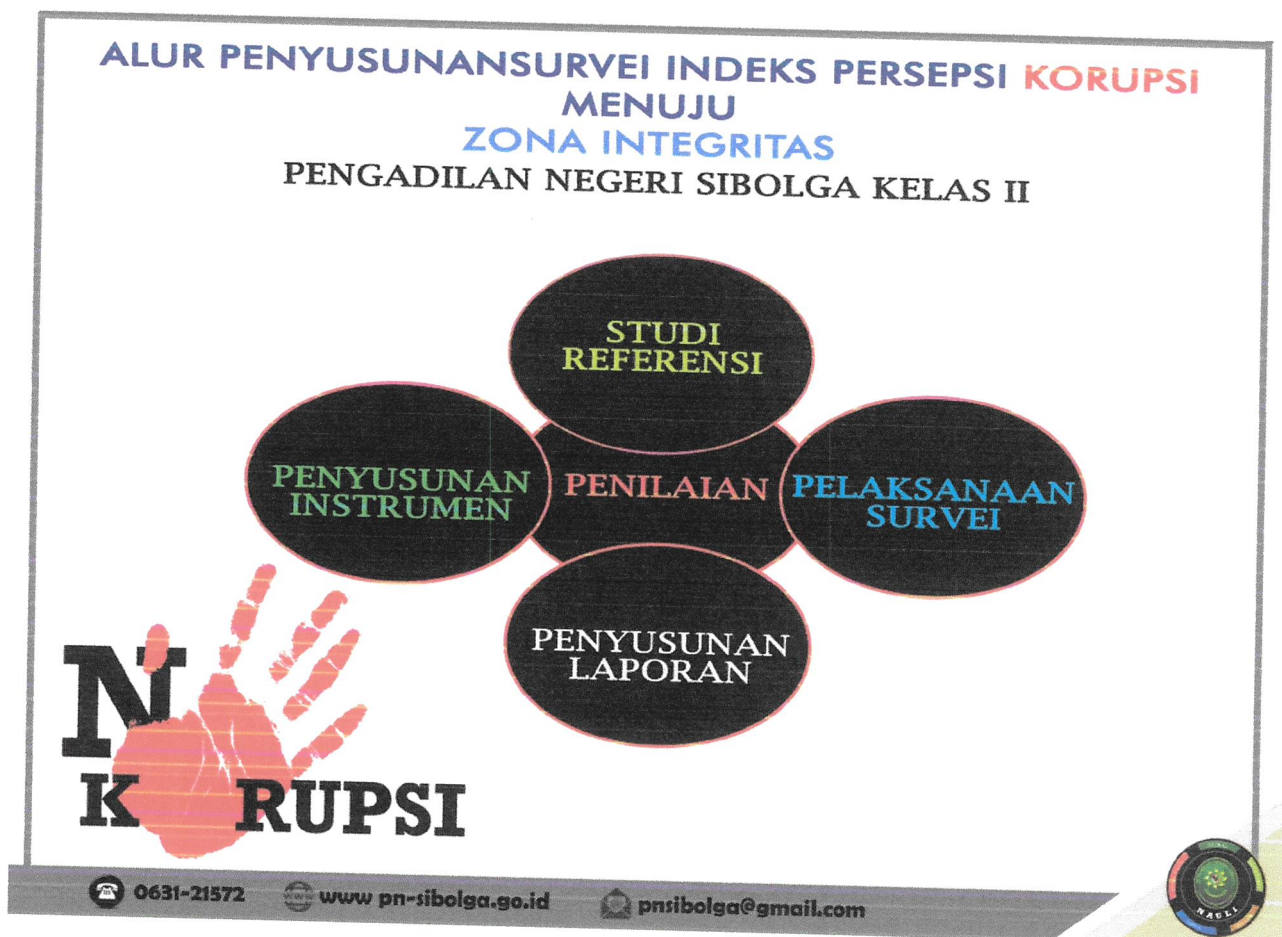 ALUR PENYUSUNANSURVEI INDEKS PERSEPSI KORUPSI
MENUJU
ZONA INTEGRITAS
PENGADILAN NEGERI SIBOLGA KELAS II
STUDI
REFERENSI
PENYUSUNAN
INSTRUMEN
PENILAIAN
PELAKSANAAN
SURVEI
PENYUSUNAN
LAPORAN
N
K RUPSI
0631-21572
www pn-sibolga.go.id
pnsibolga@gmail.com
NAULI